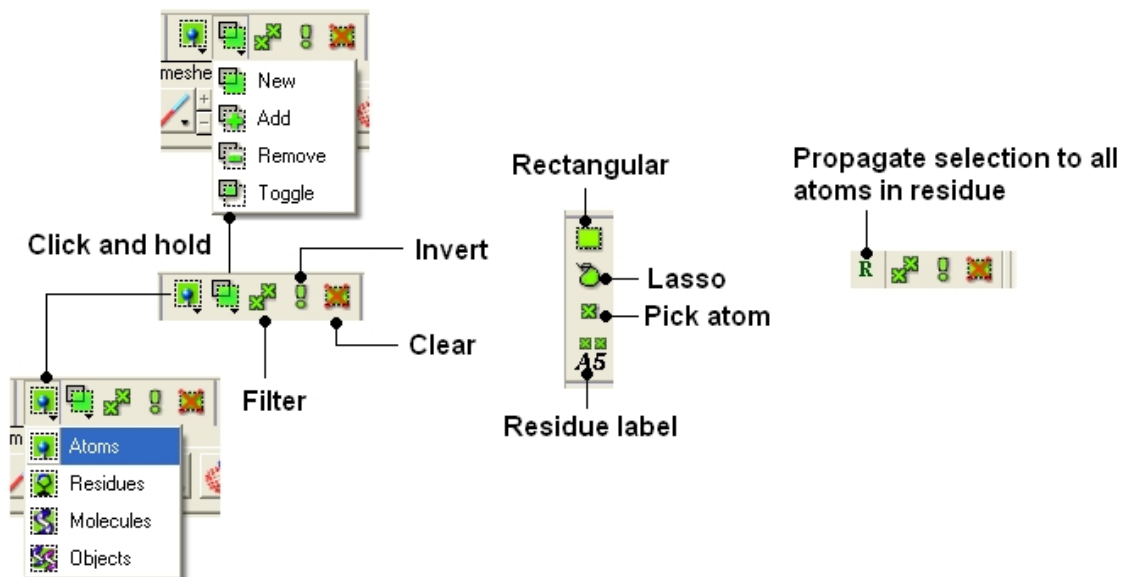 meshe
New
Add
Remove
Toggle
Click and hold
Invert
Clear
Filter
m
Atoms
Residues
Molecules
Objects
Rectangular
Lasso
Pick atom
A5
Residue label
Propagate selection to all
atoms in residue
R